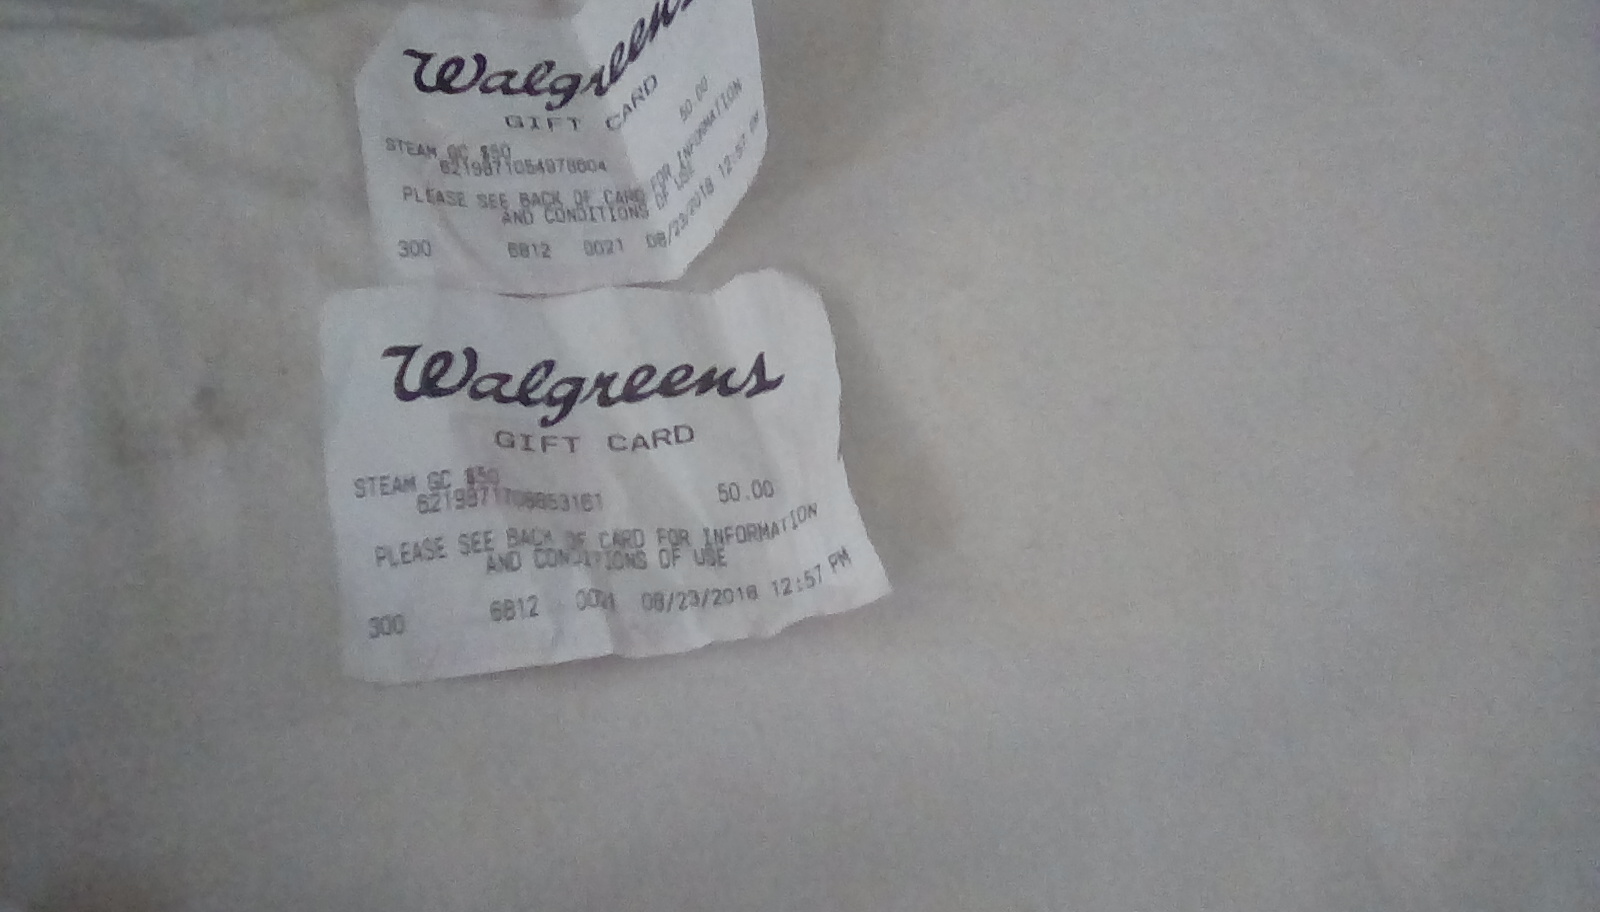 Walgreens
GIFT CARD
STEAM GC $50 50.00
6219871054978604
PLEASE SEE BACK OF CARD FOR INFORMATION
AND CONDITIONS OF USE
300 6812 0021 08/23/2018 12:57 PM
Walgreens
GIFT CARD
STEAM GC $50 50.00
PLEASE SEE BACK OF CARD FOR INFORMATION
AND CONDITIONS OF USE
300 6812 0021 08/23/2018 12:57 PM